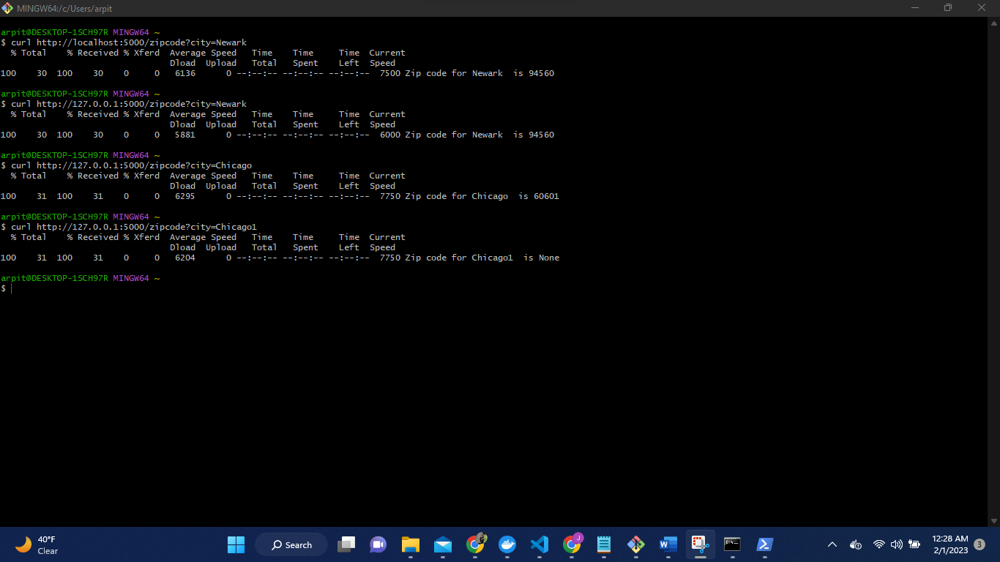 MINGW64:/c/Users/arpit
arpit@DESKTOP-1SCH97R MINGW64 ~
$ curl http://localhost:5000/zipcode?city=Newark
  % Total    % Received % Xferd  Average Speed   Time    Time     Time  Current
                                 Dload  Upload   Total   Spent    Left  Speed
100    30  100    30    0     0   6136      0 --:--:-- --:--:-- --:--:--  7500 Zip code for Newark  is 94560
arpit@DESKTOP-1SCH97R MINGW64 ~
$ curl http://127.0.0.1:5000/zipcode?city=Newark
  % Total    % Received % Xferd  Average Speed   Time    Time     Time  Current
                                 Dload  Upload   Total   Spent    Left  Speed
100    30  100    30    0     0   5881      0 --:--:-- --:--:-- --:--:--  6000 Zip code for Newark  is 94560
arpit@DESKTOP-1SCH97R MINGW64 ~
$ curl http://127.0.0.1:5000/zipcode?city=Chicago
  % Total    % Received % Xferd  Average Speed   Time    Time     Time  Current
                                 Dload  Upload   Total   Spent    Left  Speed
100    31  100    31    0     0   6295      0 --:--:-- --:--:-- --:--:--  7750 Zip code for Chicago  is 60601
arpit@DESKTOP-1SCH97R MINGW64 ~
$ curl http://127.0.0.1:5000/zipcode?city=Chicago1
  % Total    % Received % Xferd  Average Speed   Time    Time     Time  Current
                                 Dload  Upload   Total   Spent    Left  Speed
100    31  100    31    0     0   6204      0 --:--:-- --:--:-- --:--:--  7750 Zip code for Chicago1  is None
arpit@DESKTOP-1SCH97R MINGW64 ~
$
40°F
Clear
Search
J
W
12:28 AM
2/1/2023
3